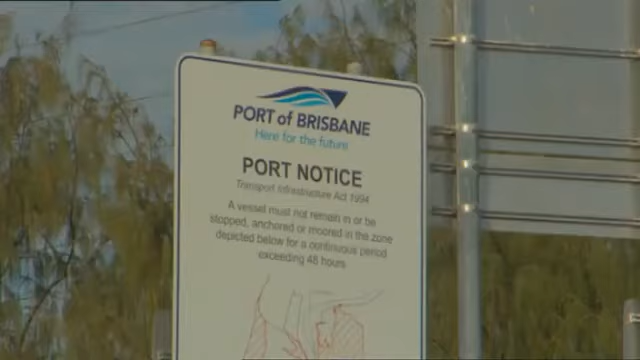 PORT of BRISBANE
Here for the future
PORT NOTICE
Transport Infrastructure Act 1994
A vessel must not remain in or be
stopped, anchored or moored in the zone
depicted below for a continuous period
exceeding 48 hours